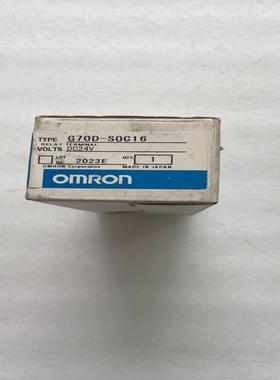 TYPE G70D-SOC16
RELAY TERMINAL
VOLTS DC24V
LOT No. 2023E QTY 1
OMRON Corporation MADE IN JAPAN
OMRON